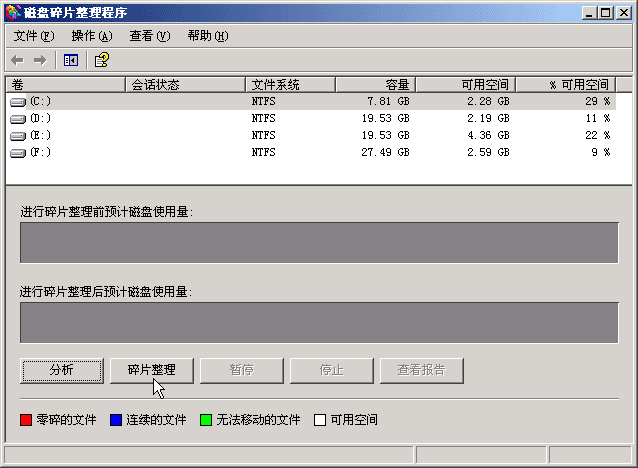 磁盘碎片整理程序
文件(F) 操作(A) 查看(V) 帮助(H)
卷 会话状态 文件系统 容量 可用空间 % 可用空间
(C:) NTFS 7.81 GB 2.28 GB 29 %
(D:) NTFS 19.53 GB 2.19 GB 11 %
(E:) NTFS 19.53 GB 4.36 GB 22 %
(F:) NTFS 27.49 GB 2.59 GB 9 %
进行碎片整理前预计磁盘使用量:
进行碎片整理后预计磁盘使用量:
分析 碎片整理 暂停 停止 查看报告
零碎的文件 连续的文件 无法移动的文件 可用空间